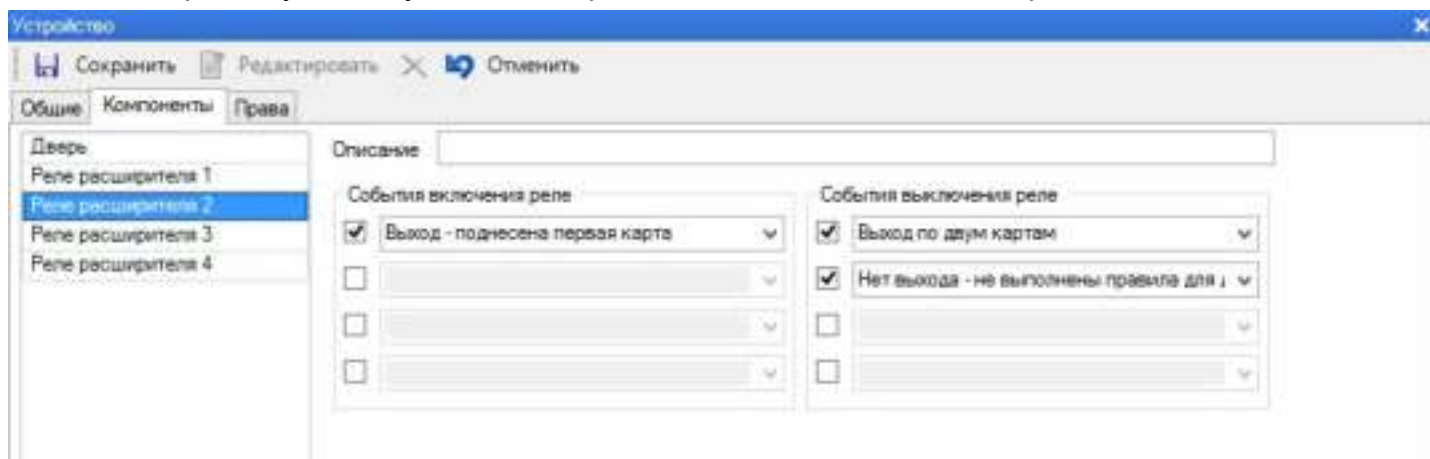 Устройство
Сохранить Редактировать Отменить
Общие Компоненты Права
Дверь
Реле расширителя 1
Реле расширителя 2
Реле расширителя 3
Реле расширителя 4
Описание
События включения реле
Выход - поднесена первая карта
События выключения реле
Выход по двум картам
Нет выхода - не выполнены правила для